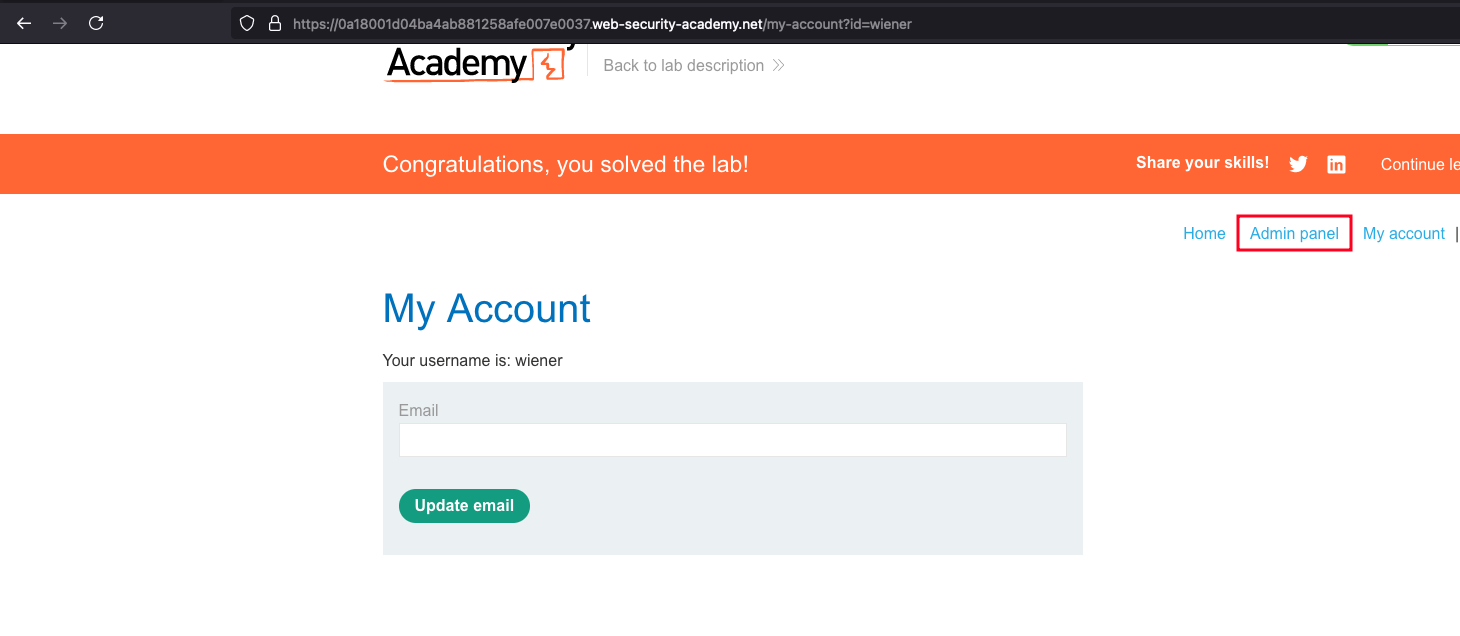 https://0a18001d04ba4ab881258afe007e0037.web-security-academy.net/my-account?id=wiener
Academy
Back to lab description
Congratulations, you solved the lab!
Share your skills!
in
Continue le
Home
Admin panel
My account
|
My Account
Your username is: wiener
Email
Update email